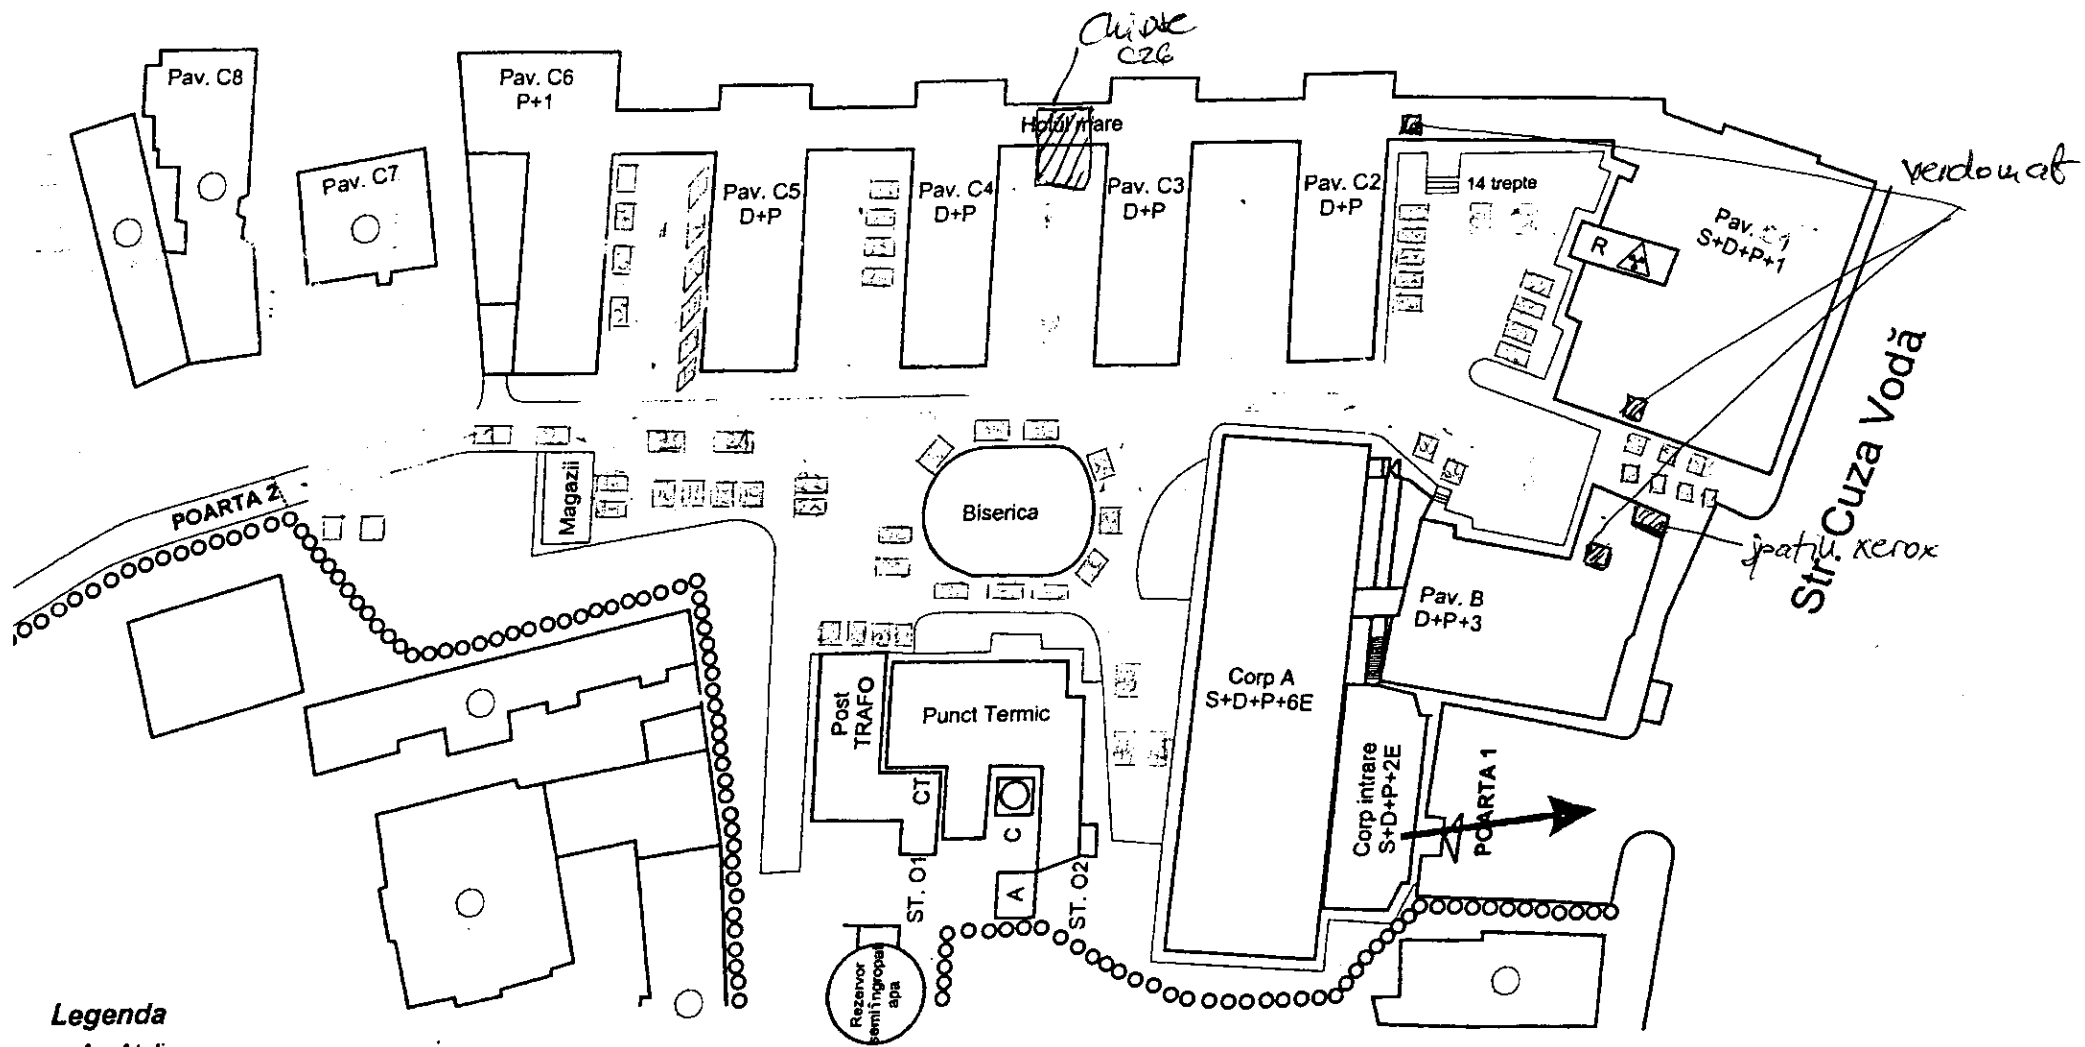 C26
Pav. C8
Pav. C6
P+1
Holul mare
verdomat
Pav. C7
Pav. C5
D+P
Pav. C4
D+P
Pav. C3
D+P
Pav. C2
D+P
14 trepte
Pav. C1
S+D+P+1
R
Str. Cuza Vodă
POARTA 2
Magazii
Biserica
spatiu xerox
Pav. B
D+P+3
Corp A
S+D+P+6E
Post
TRAFO
Punct Termic
CT
C
A
ST. O1
ST. O2
Corp intrare
S+D+P+2E
POARTA 1
Rezervor
semiîngropat
apa
Legenda